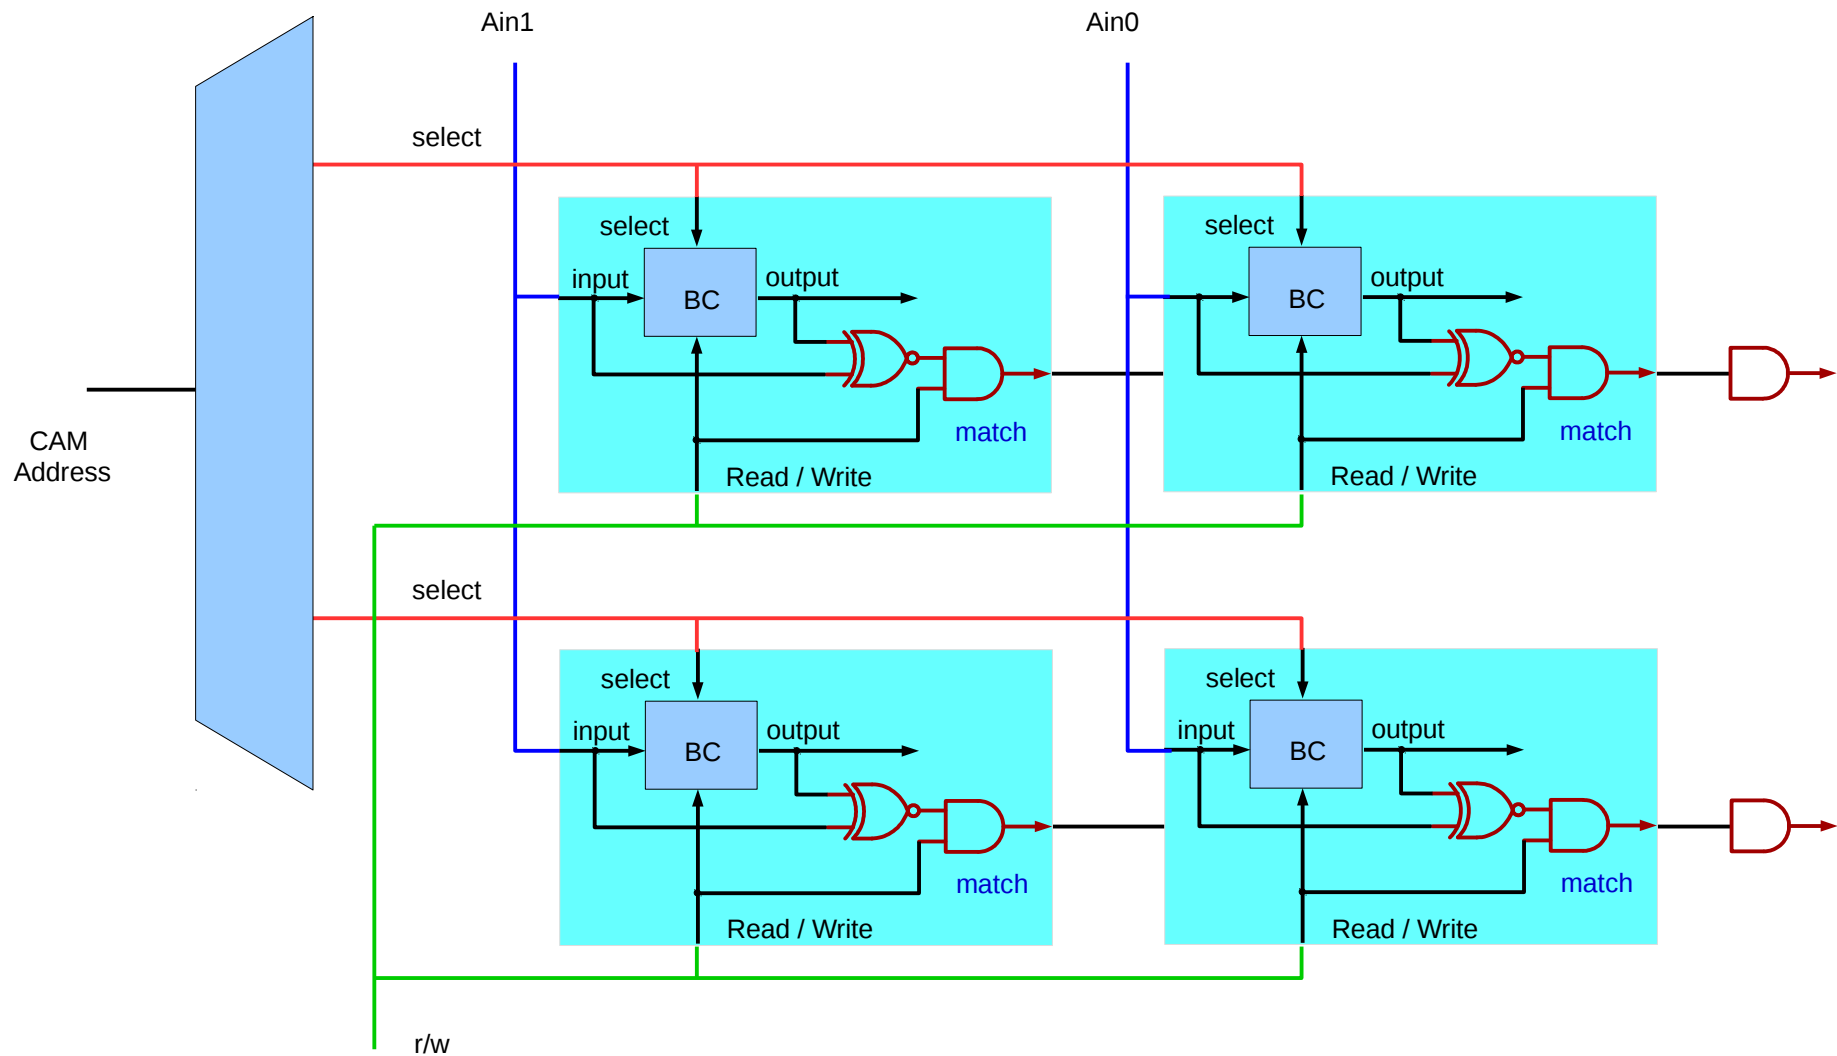 Ain1
Ain0
select
select
select
input
output
output
BC
BC
match
match
Read / Write
Read / Write
CAM
Address
select
select
select
input
output
input
output
BC
BC
match
match
Read / Write
Read / Write
r/w